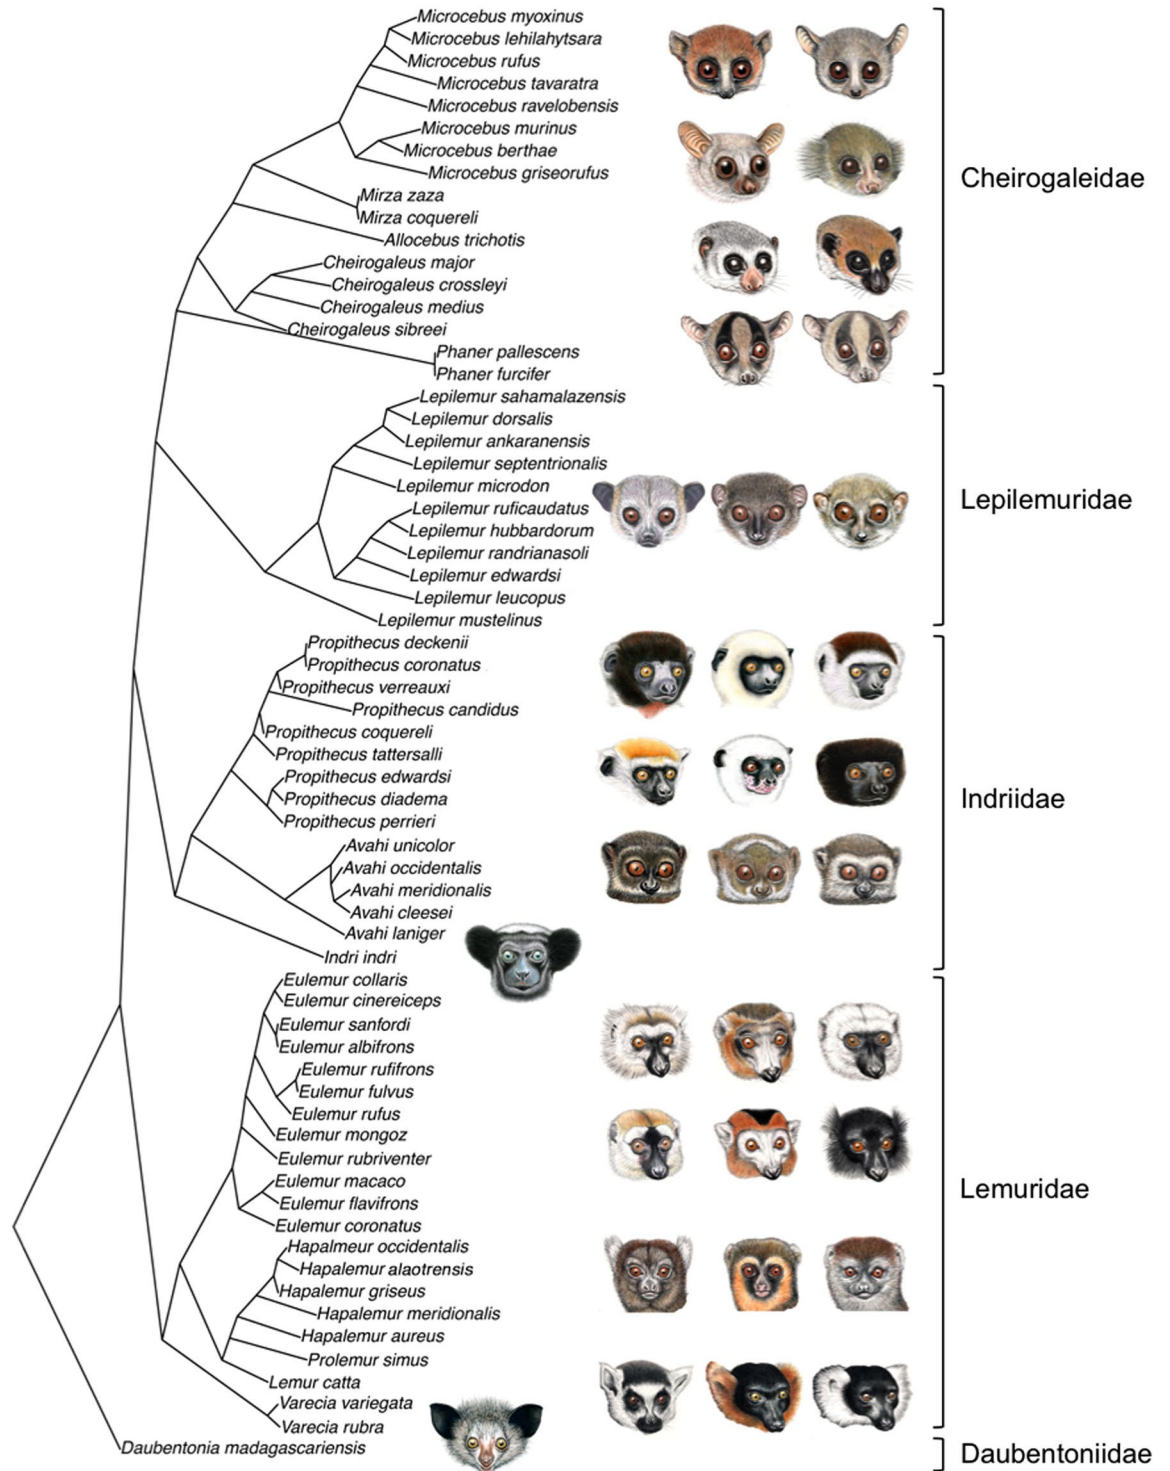 Microcebus myoxinus
Microcebus lehilahytsara
Microcebus rufus
Microcebus tavaratra
Microcebus ravelobensis
Microcebus murinus
Microcebus berthae
Microcebus griseorufus
Cheirogaleidae
Mirza zaza
Mirza coquereli
Allocebus trichotis
Cheirogaleus major
Cheirogaleus crossleyi
Cheirogaleus medius
Cheirogaleus sibreei
Phaner pallescens
Phaner furcifer
Lepilemur sahamalazensis
Lepilemur dorsalis
Lepilemur ankaranensis
Lepilemur septentrionalis
Lepilemur microdon
Lepilemuridae
Lepilemur ruficaudatus
Lepilemur hubbardorum
Lepilemur randrianasoli
Lepilemur edwardsi
Lepilemur leucopus
Lepilemur mustelinus
Propithecus deckenii
Propithecus coronatus
Propithecus verreauxi
Propithecus candidus
Propithecus coquereli
Propithecus tattersalli
Propithecus edwardsi
Propithecus diadema
Indriidae
Propithecus perrieri
Avahi unicolor
Avahi occidentalis
Avahi meridionalis
Avahi cleesei
Avahi laniger
Indri indri
Eulemur collaris
Eulemur cinereiceps
Eulemur sanfordi
Eulemur albifrons
Eulemur rufifrons
Eulemur fulvus
Eulemur rufus
Eulemur mongoz
Eulemur rubriventer
Eulemur macaco
Lemuridae
Eulemur flavifrons
Eulemur coronatus
Hapalmeur occidentalis
Hapalemur alaotrensis
Hapalemur griseus
Hapalemur meridionalis
Hapalemur aureus
Prolemur simus
Lemur catta
Varecia variegata
Varecia rubra
Daubentonia madagascariensis
Daubentoniidae